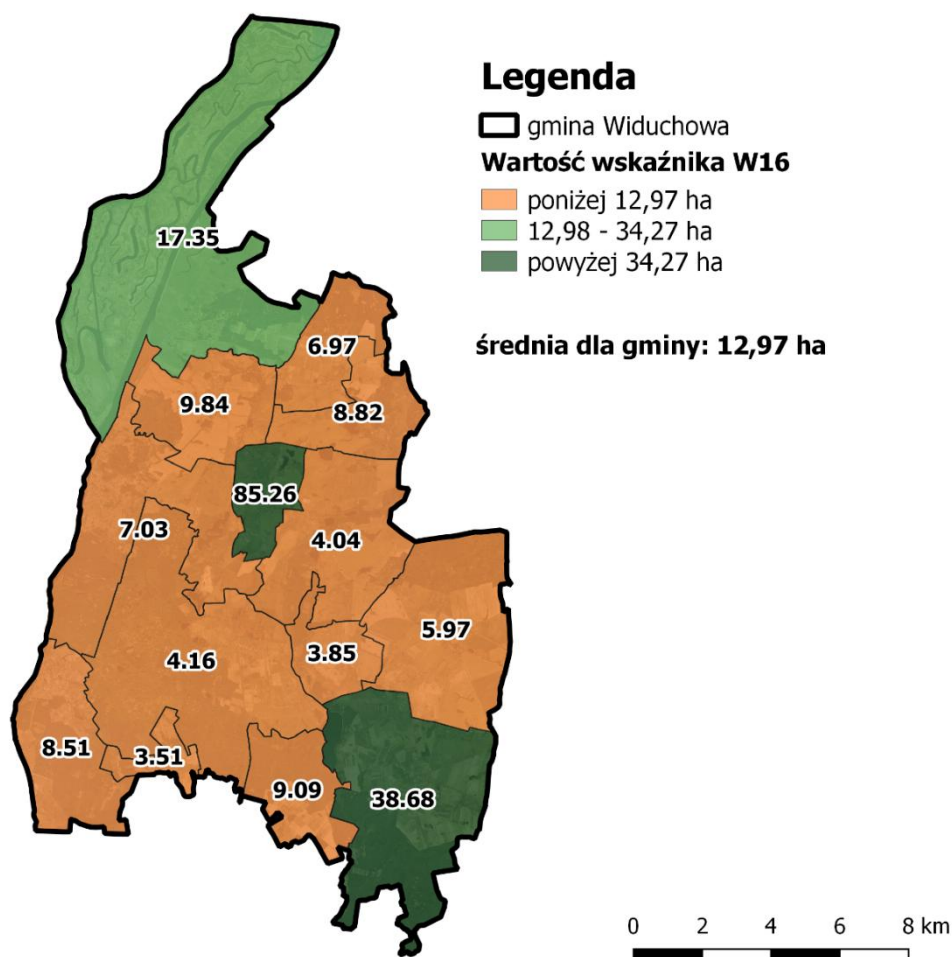 Legenda
gmina Widuchowa
Wartość wskaźnika W16
poniżej 12,97 ha
12,98 - 34,27 ha
powyżej 34,27 ha
średnia dla gminy: 12,97 ha
17.35
6.97
9.84
8.82
85.26
7.03
4.04
5.97
3.85
4.16
8.51
3.51
9.09
38.68
0 2 4 6 8 km